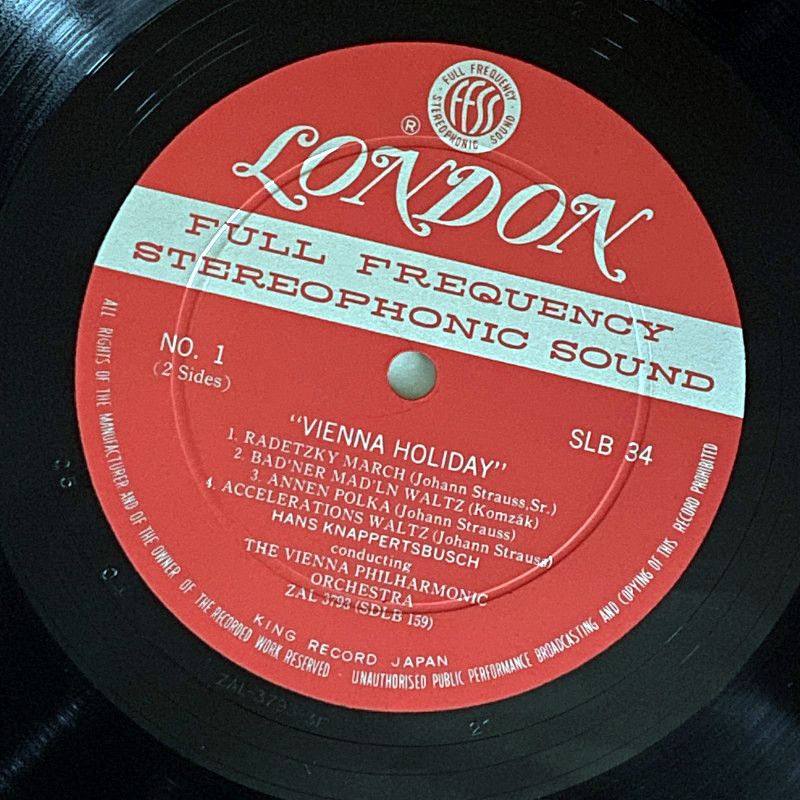 FULL FREQUENCY
STEREOPHONIC SOUND
FFSS
®
LONDON
FULL FREQUENCY
STEREOPHONIC SOUND
NO. 1
(2 Sides)
SLB 34
"VIENNA HOLIDAY"
1. RADETZKY MARCH (Johann Strauss,Sr.)
2. BAD'NER MAD'LN WALTZ (Komzák)
3. ANNEN POLKA (Johann Strauss)
4. ACCELERATIONS WALTZ (Johann Strauss)
HANS KNAPPERTSBUSCH
conducting
THE VIENNA PHILHARMONIC
ORCHESTRA
ZAL-3793 (SDLB 159)
KING RECORD JAPAN
ALL RIGHTS OF THE MANUFACTURER AND OF THE OWNER OF THE RECORDED WORK RESERVED · UNAUTHORISED PUBLIC PERFORMANCE BROADCASTING AND COPYING OF THIS RECORD PROHIBITED